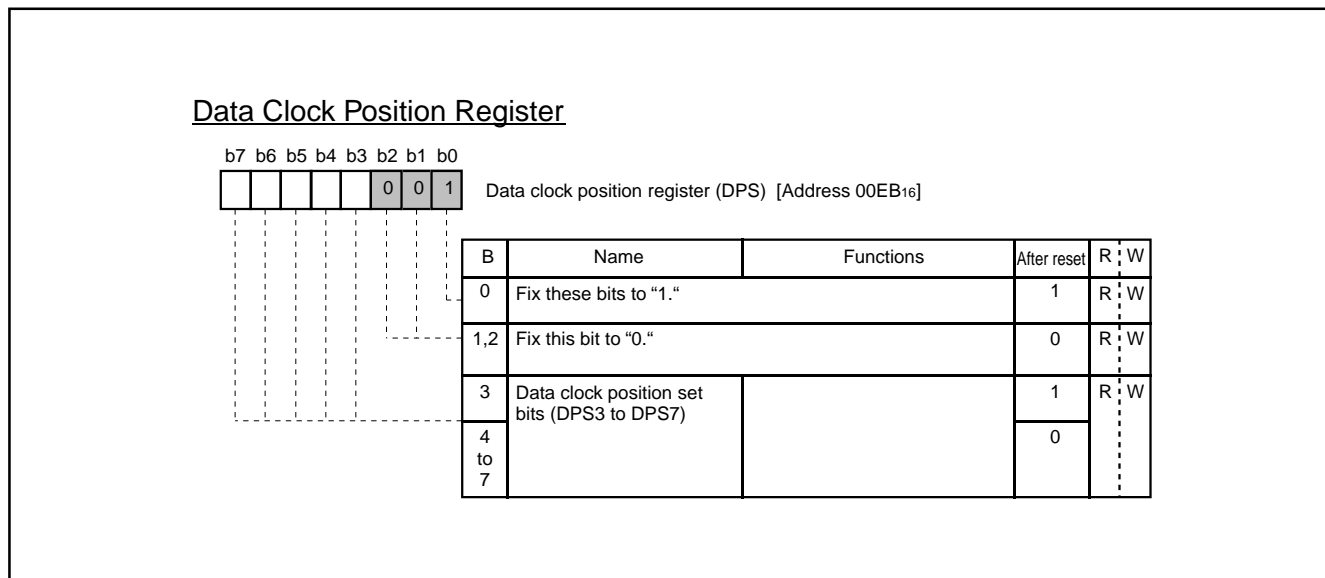 Data Clock Position Register
b7 b6 b5 b4 b3 b2 b1 b0
0 0 1
Data clock position register (DPS) [Address 00EB16]
B Name Functions After reset R W
0 Fix these bits to “1.“ 1 R W
1,2 Fix this bit to “0.“ 0 R W
3 Data clock position set 1 R W
bits (DPS3 to DPS7)
4 0
to
7